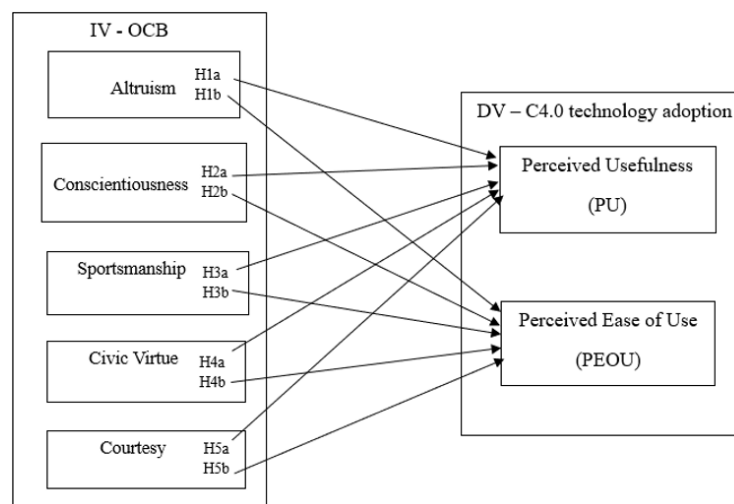 IV - OCB
Altruism
H1a
H1b
Conscientiousness
H2a
H2b
Sportsmanship
H3a
H3b
Civic Virtue
H4a
H4b
Courtesy
H5a
H5b
DV – C4.0 technology adoption
Perceived Usefulness
(PU)
Perceived Ease of Use
(PEOU)